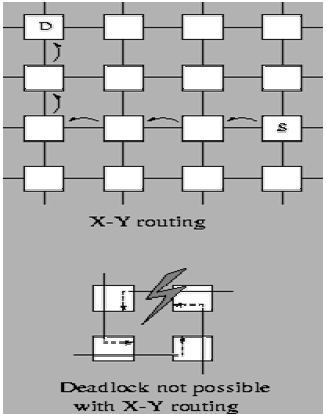 D
S
X-Y routing
Deadlock not possible
with X-Y routing